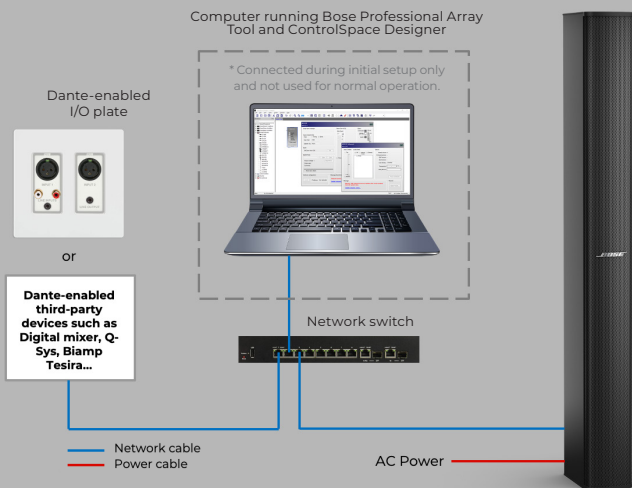 Computer running Bose Professional Array
Tool and ControlSpace Designer
* Connected during initial setup only
and not used for normal operation.
Dante-enabled
I/O plate
or
Dante-enabled
third-party
devices such as
Digital mixer, Q-
Sys, Biamp
Tesira...
Network switch
BOSE
Network cable
Power cable
AC Power